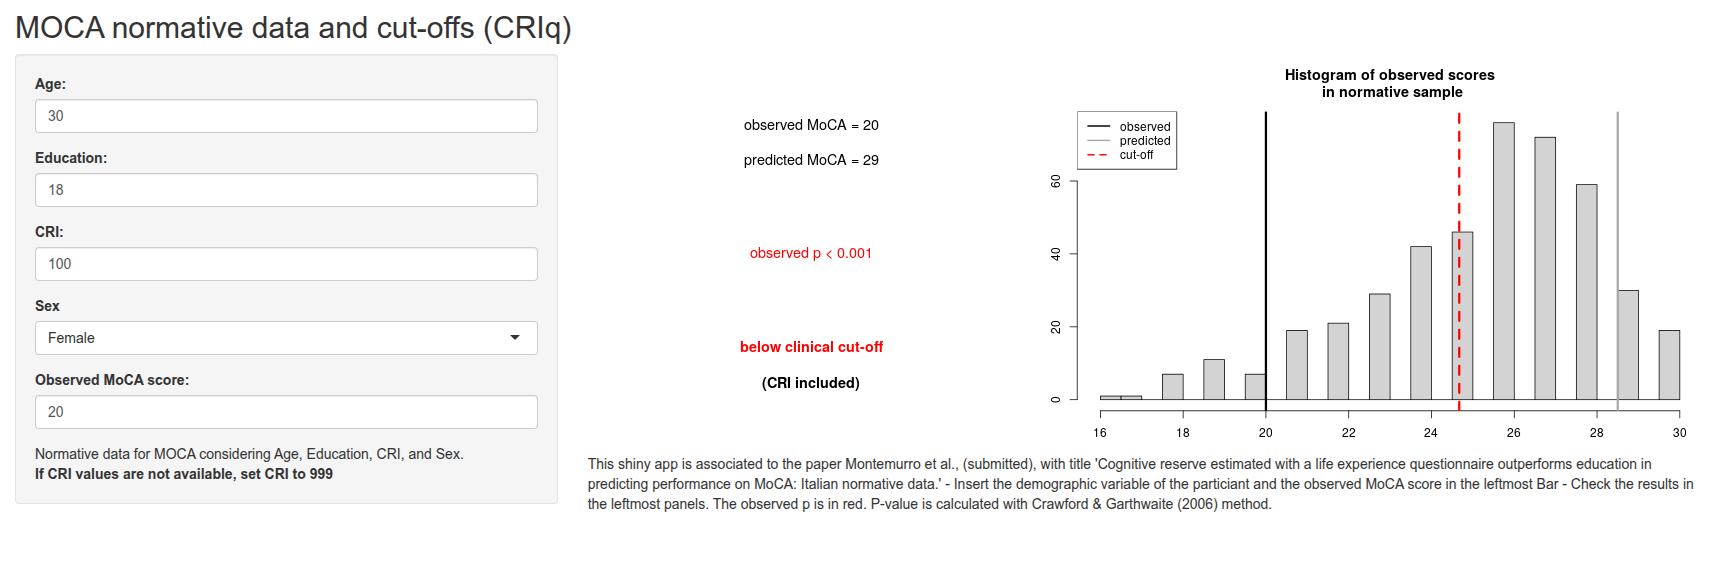 MOCA normative data and cut-offs (CRIq)
Age:
30
Education:
18
CRI:
100
Sex
Female
Observed MoCA score:
20
Normative data for MOCA considering Age, Education, CRI, and Sex.
If CRI values are not available, set CRI to 999
observed MoCA = 20
predicted MoCA = 29
observed p < 0.001
below clinical cut-off
(CRI included)
Histogram of observed scores
in normative sample
observed
predicted
cut-off
60
40
20
0
16 18 20 22 24 26 28 30
This shiny app is associated to the paper Montemurro et al., (submitted), with title 'Cognitive reserve estimated with a life experience questionnaire outperforms education in
predicting performance on MoCA: Italian normative data.' - Insert the demographic variable of the particiant and the observed MoCA score in the leftmost Bar - Check the results in
the leftmost panels. The observed p is in red. P-value is calculated with Crawford & Garthwaite (2006) method.